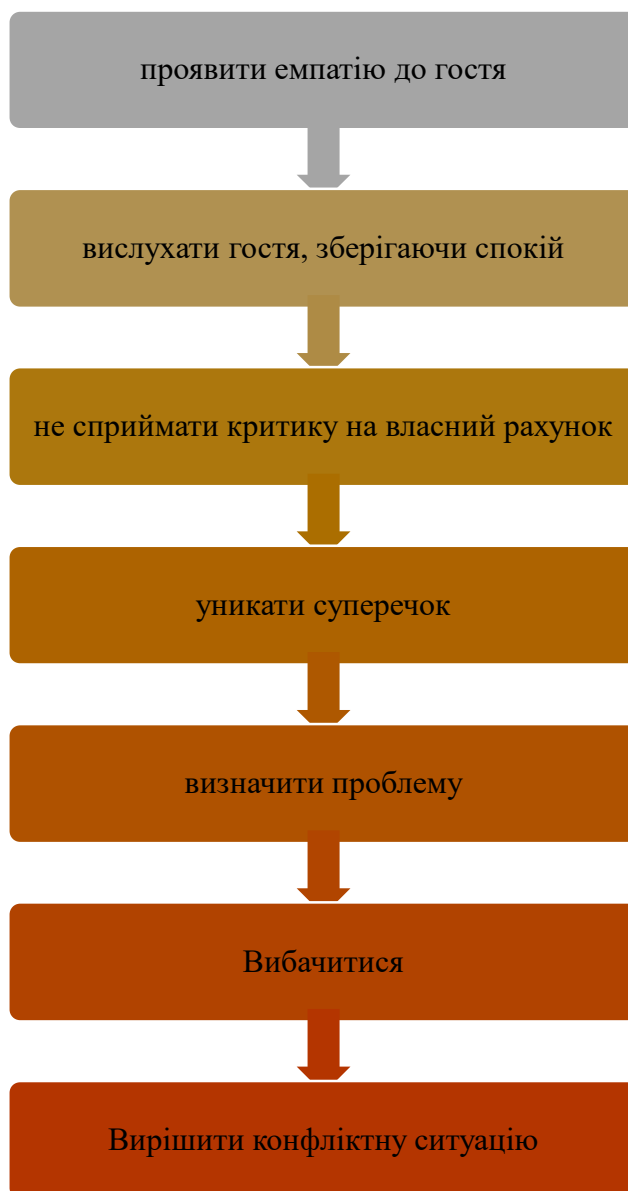 проявити емпатію до гостя
вислухати гостя, зберігаючи спокій
не сприймати критику на власний рахунок
уникати суперечок
визначити проблему
Вибачитися
Вирішити конфліктну ситуацію